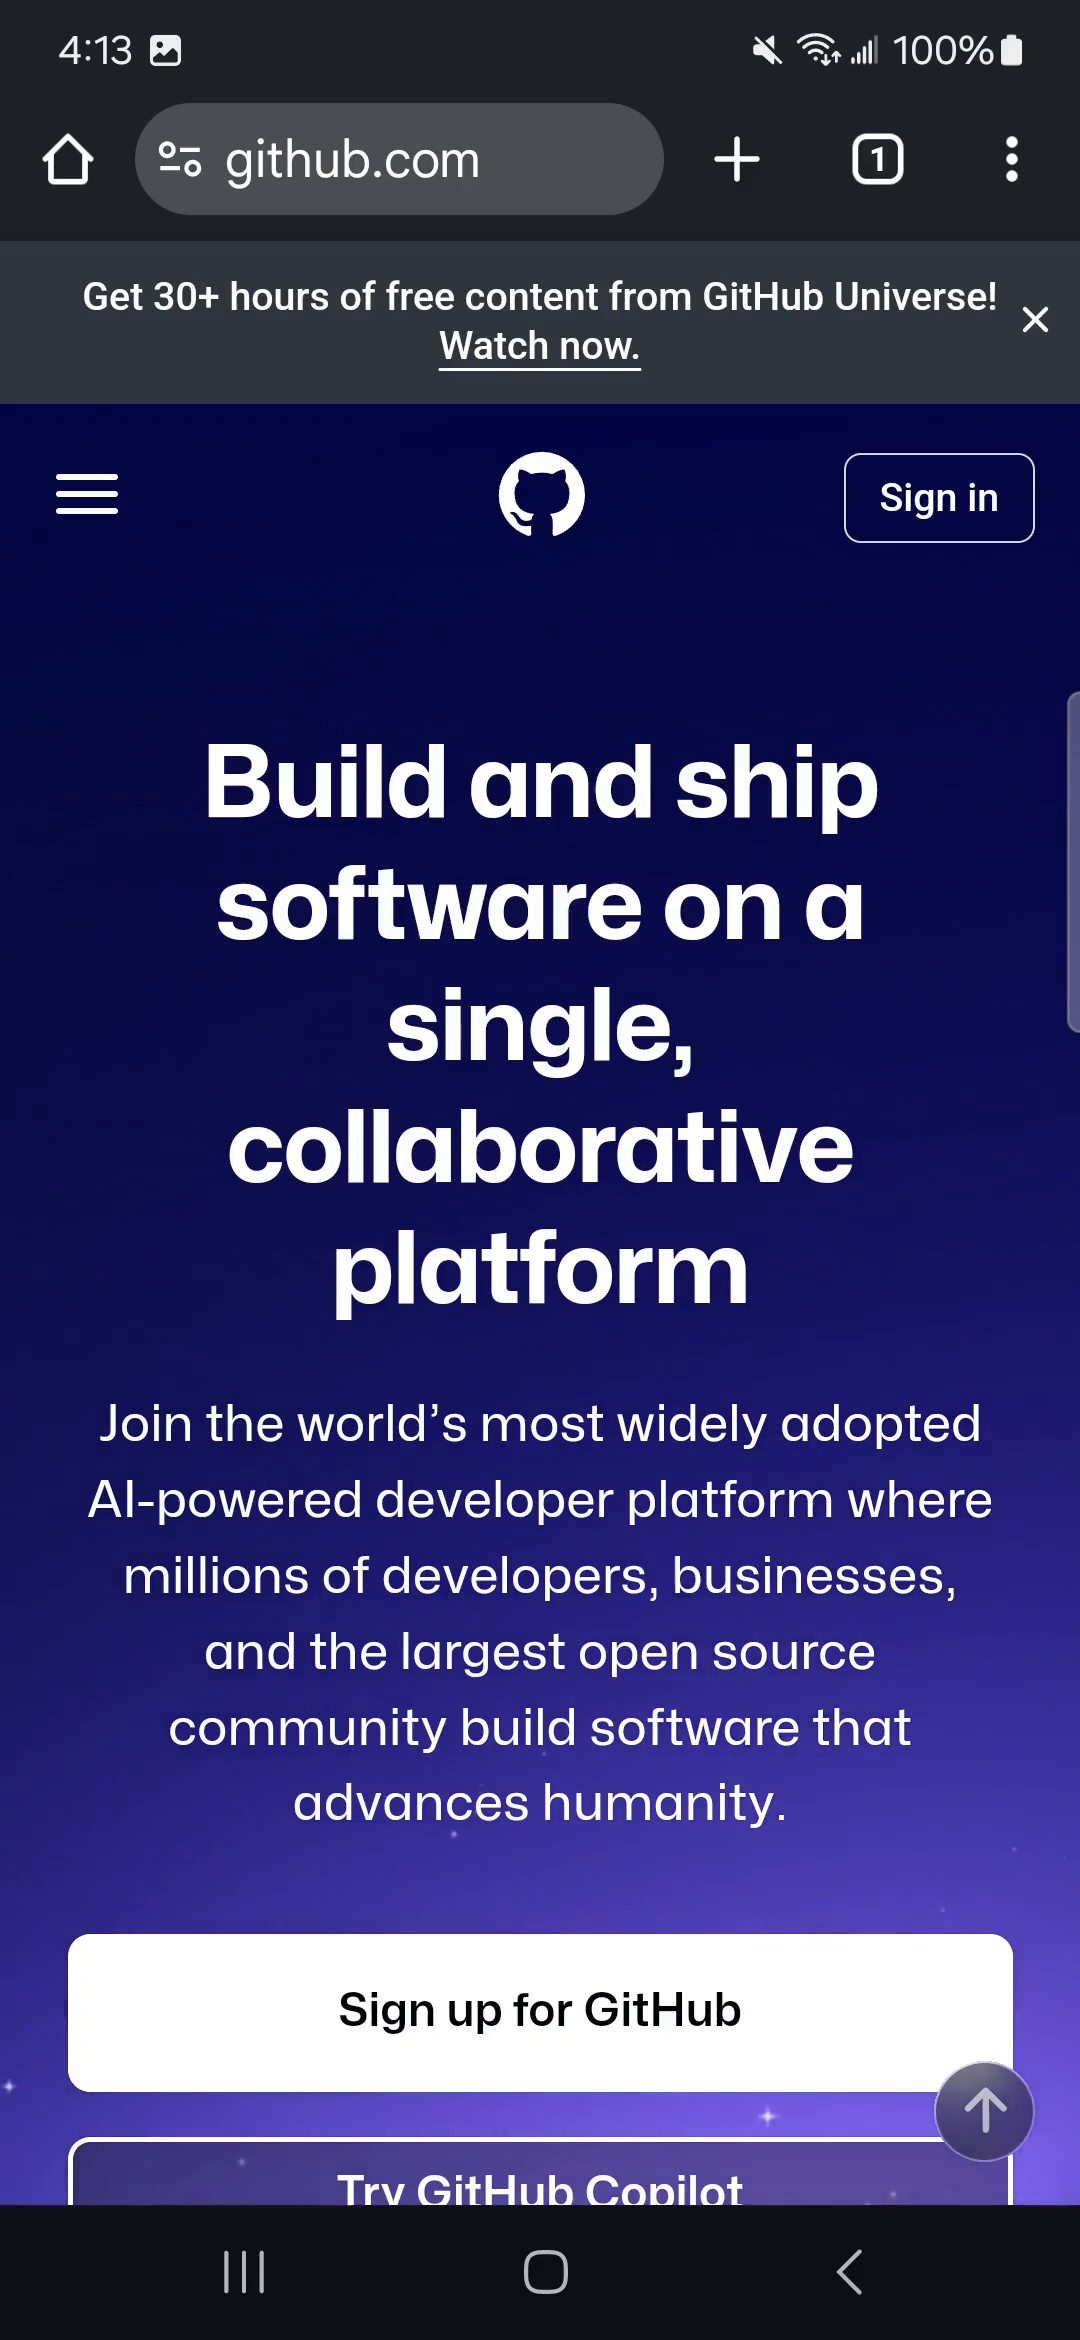 4:13
100%
github.com
1
Get 30+ hours of free content from GitHub Universe!
Watch now.
Sign in
Build and ship
software on a
single,
collaborative
platform
Join the world’s most widely adopted
AI-powered developer platform where
millions of developers, businesses,
and the largest open source
community build software that
advances humanity.
Sign up for GitHub
Try GitHub Copilot